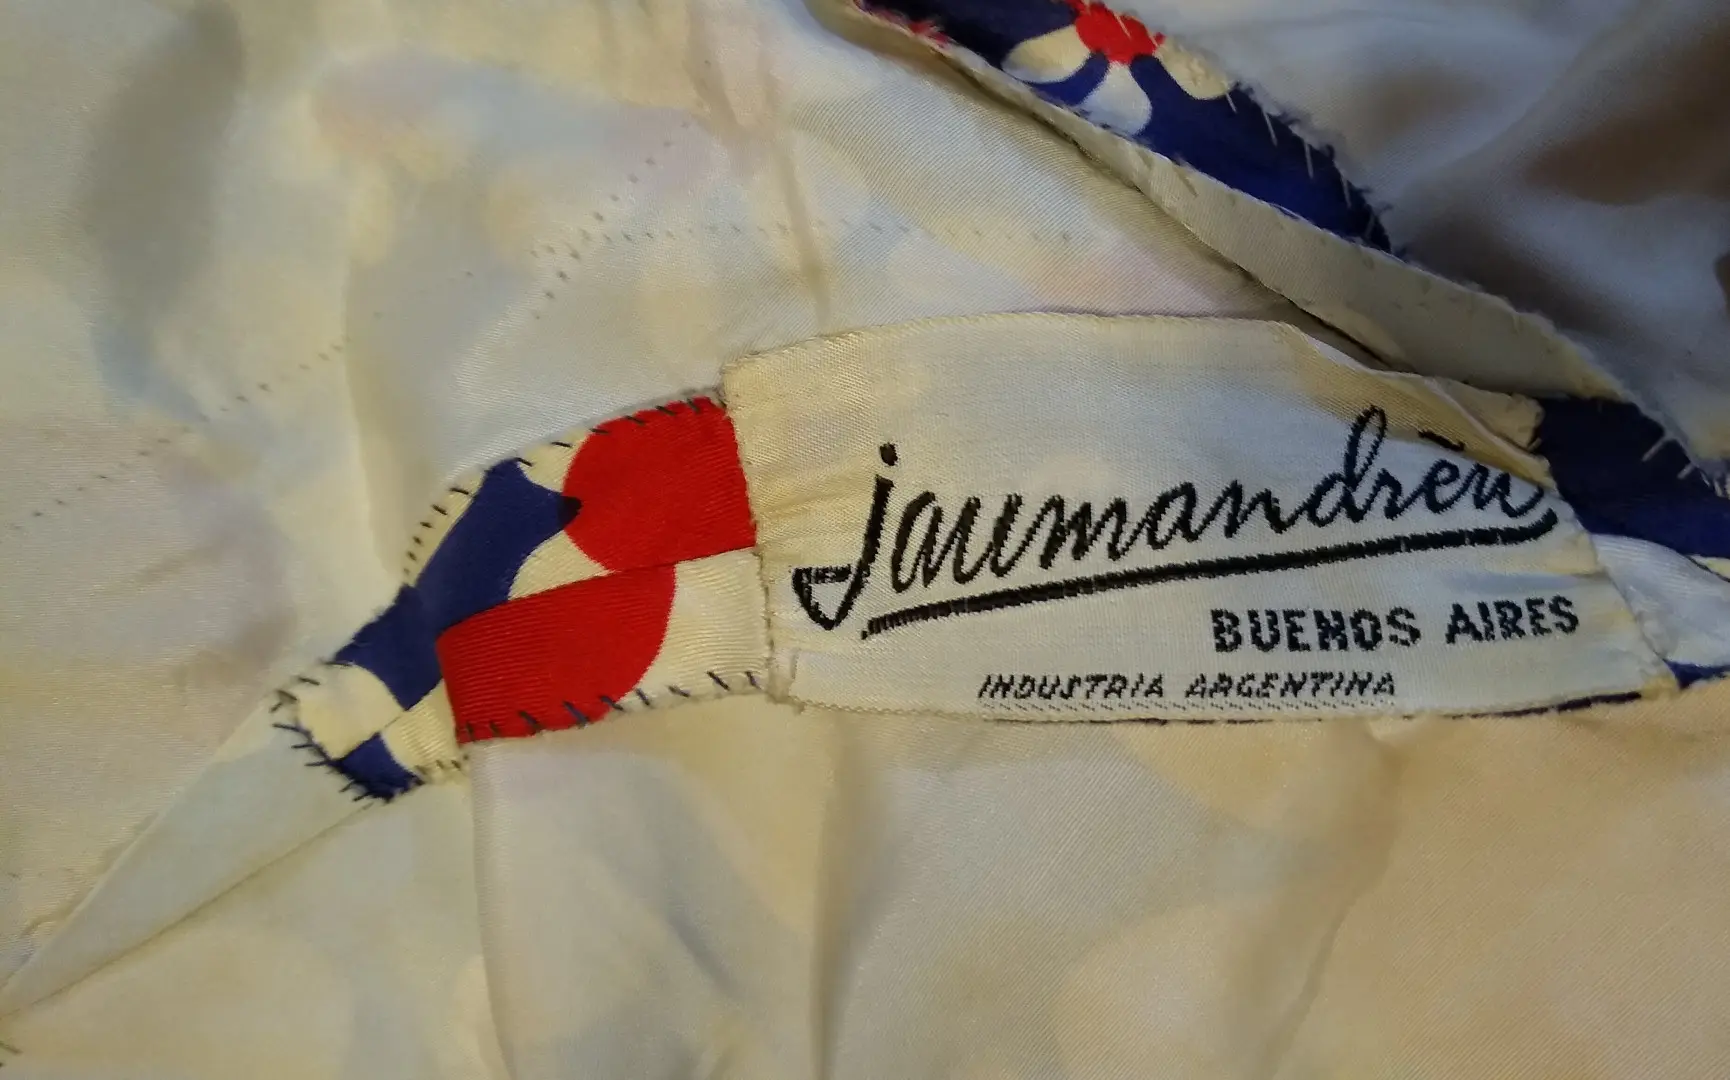 jaumandreu
BUENOS AIRES
INDUSTRIA ARGENTINA